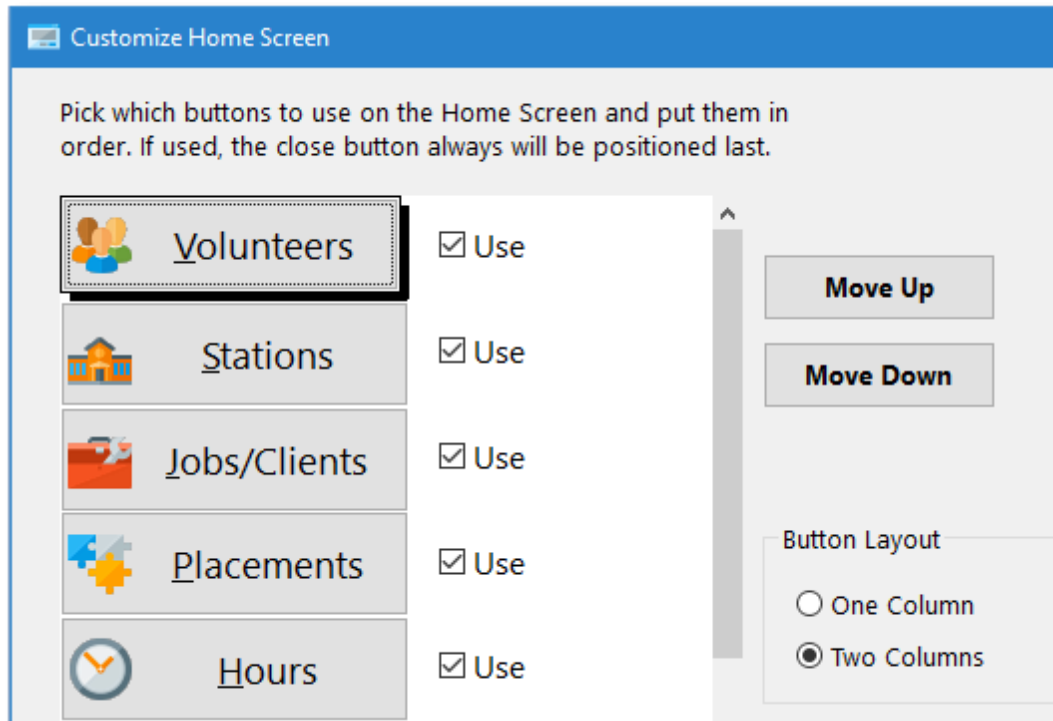 Customize Home Screen
Pick which buttons to use on the Home Screen and put them in
order. If used, the close button always will be positioned last.
Volunteers
Use
Stations
Use
Jobs/Clients
Use
Placements
Use
Hours
Use
Move Up
Move Down
Button Layout
One Column
Two Columns